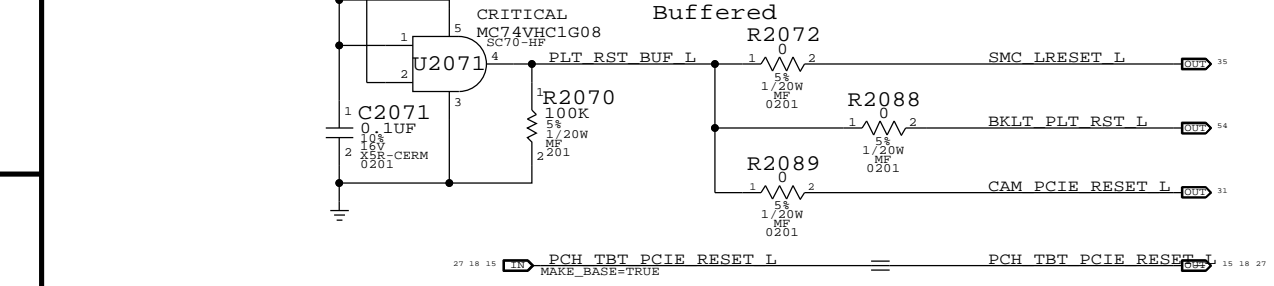 Buffered
CRITICAL
MC74VHC1G08
SC70-HF
5
1
U2071
4
2
3
PLT_RST_BUF_L
R2072
0
1
2
5%
1/20W
MF
0201
SMC_LRESET_L
OUT
35
1
R2070
100K
5%
1/20W
MF
2
201
1
C2071
0.1UF
10%
16V
2
X5R-CERM
0201
R2088
0
1
2
5%
1/20W
MF
0201
BKLT_PLT_RST_L
OUT
54
R2089
0
1
2
5%
1/20W
MF
0201
CAM_PCIE_RESET_L
OUT
31
27 18 15
IN
PCH_TBT_PCIE_RESET_L
MAKE_BASE=TRUE
PCH_TBT_PCIE_RESET_L
OUT
15 18 27